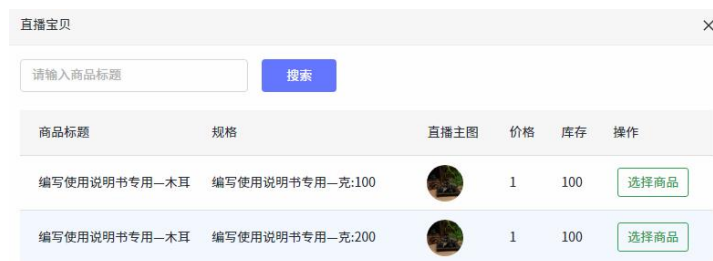 直播宝贝
请输入商品标题 搜索
商品标题 规格 直播主图 价格 库存 操作
编写使用说明书专用—木耳 编写使用说明书专用—克:100 1 100 选择商品
编写使用说明书专用—木耳 编写使用说明书专用—克:200 1 100 选择商品